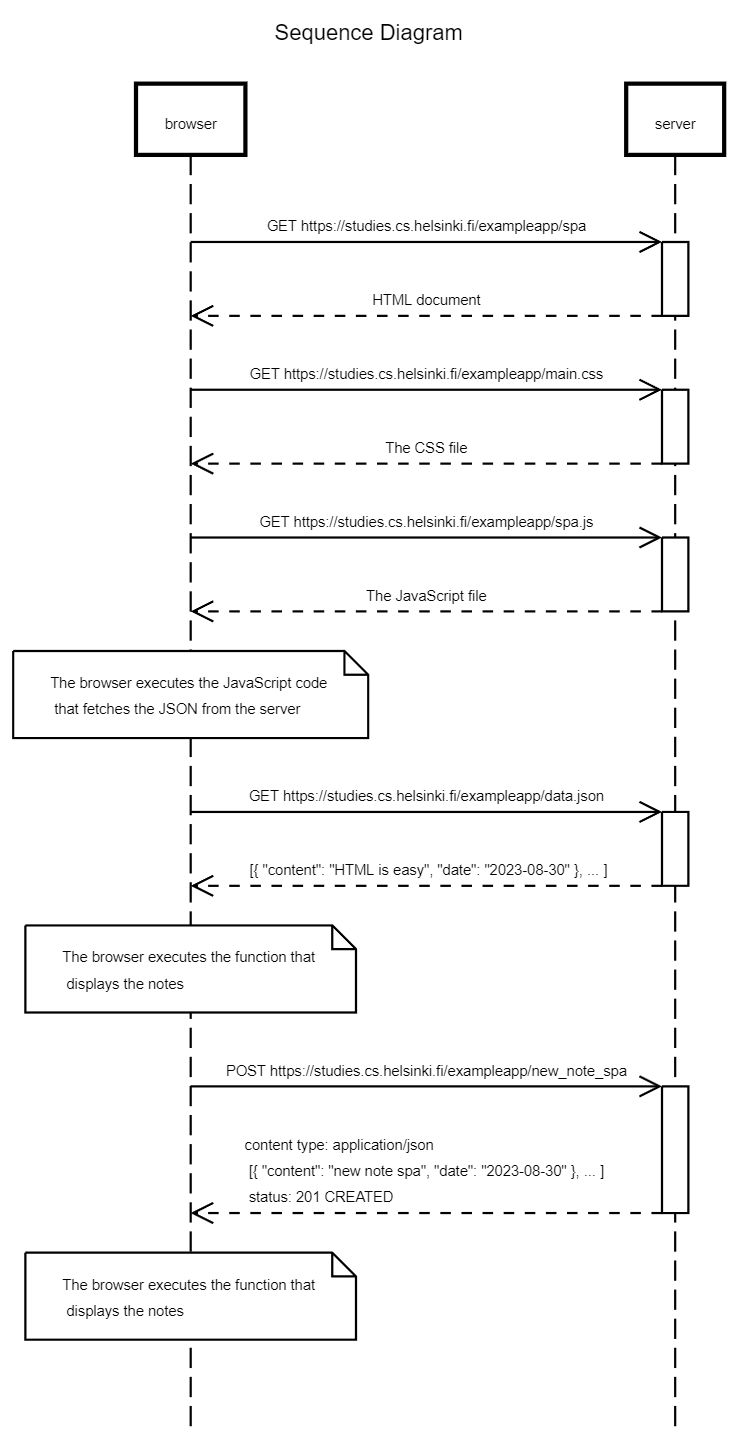 Sequence Diagram
browser
server
GET https://studies.cs.helsinki.fi/exampleapp/spa
HTML document
GET https://studies.cs.helsinki.fi/exampleapp/main.css
The CSS file
GET https://studies.cs.helsinki.fi/exampleapp/spa.js
The JavaScript file
The browser executes the JavaScript code
that fetches the JSON from the server
GET https://studies.cs.helsinki.fi/exampleapp/data.json
[{ "content": "HTML is easy", "date": "2023-08-30" }, ... ]
The browser executes the function that
displays the notes
POST https://studies.cs.helsinki.fi/exampleapp/new_note_spa
content type: application/json
[{ "content": "new note spa", "date": "2023-08-30" }, ... ]
status: 201 CREATED
The browser executes the function that
displays the notes